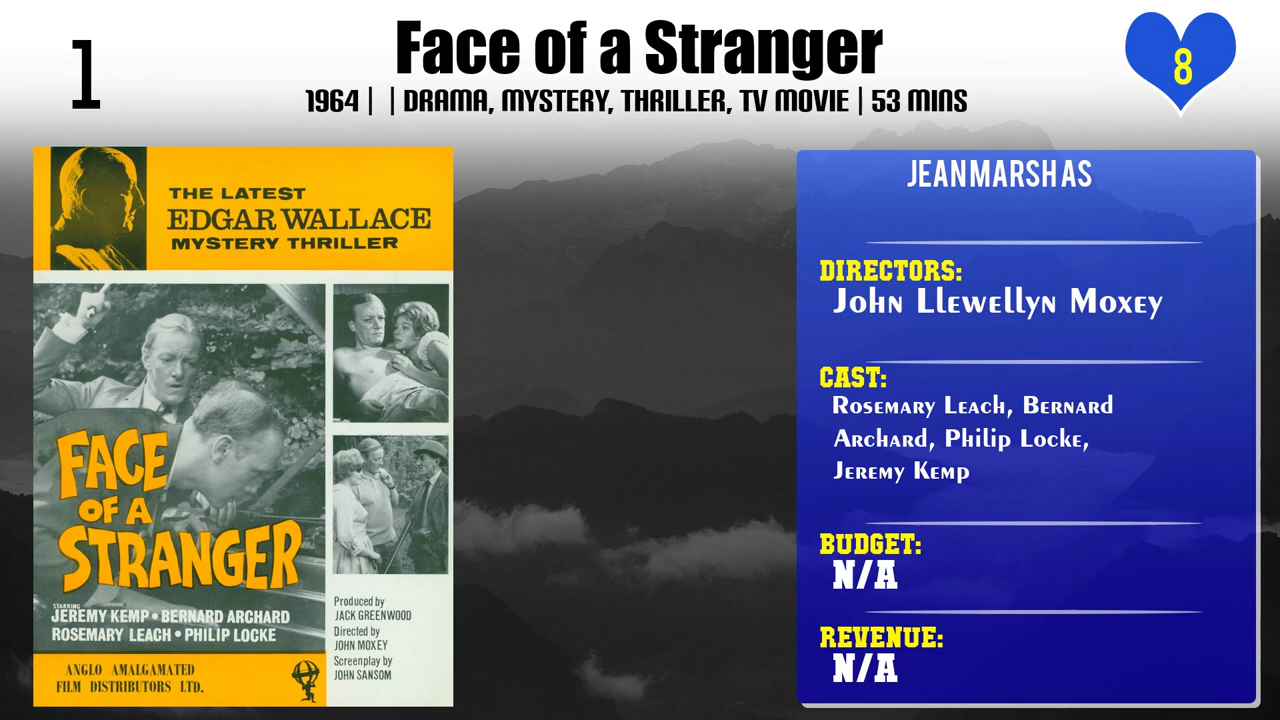 1
Face of a Stranger
8
1964 | | DRAMA, MYSTERY, THRILLER, TV MOVIE | 53 MINS
THE LATEST
EDGAR WALLACE
MYSTERY THRILLER
FACE
OF A
STRANGER
STARRING
JEREMY KEMP • BERNARD ARCHARD
ROSEMARY LEACH • PHILIP LOCKE
ANGLO AMALGAMATED
FILM DISTRIBUTORS LTD.
Produced by
JACK GREENWOOD
Directed by
JOHN MOXEY
Screenplay by
JOHN SANSOM
JEAN MARSH AS
DIRECTORS:
John Llewellyn Moxey
CAST:
Rosemary Leach, Bernard
Archard, Philip Locke,
Jeremy Kemp
BUDGET:
N/A
REVENUE:
N/A